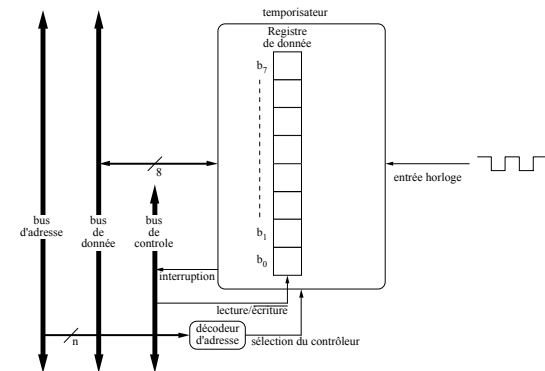 temporisateur
Registre
de donnée
b7
8
entrée horloge
bus
d'adresse
bus
de
donnée
bus
de
controle
b1
b0
interruption
lecture/écriture
n
décodeur
d'adresse
sélection du contrôleur